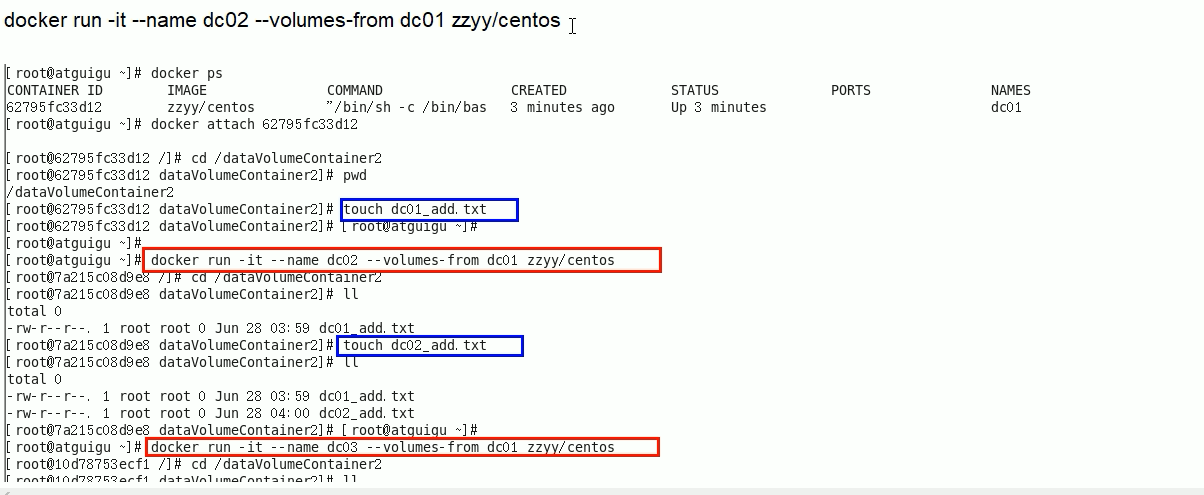 docker run -it --name dc02 --volumes-from dc01 zzyy/centos
[root@atguigu ~]# docker ps
CONTAINER ID IMAGE COMMAND CREATED STATUS PORTS NAMES
62795fc33d12 zzyy/centos "/bin/sh -c /bin/bas 3 minutes ago Up 3 minutes dc01
[root@atguigu ~]# docker attach 62795fc33d12
[root@62795fc33d12 /]# cd /dataVolumeContainer2
[root@62795fc33d12 dataVolumeContainer2]# pwd
/dataVolumeContainer2
[root@62795fc33d12 dataVolumeContainer2]# touch dc01_add.txt
[root@62795fc33d12 dataVolumeContainer2]# [root@atguigu ~]#
[root@atguigu ~]#
[root@atguigu ~]# docker run -it --name dc02 --volumes-from dc01 zzyy/centos
[root@7a215c08d9e8 /]# cd /dataVolumeContainer2
[root@7a215c08d9e8 dataVolumeContainer2]# ll
total 0
-rw-r--r--. 1 root root 0 Jun 28 03:59 dc01_add.txt
[root@7a215c08d9e8 dataVolumeContainer2]# touch dc02_add.txt
[root@7a215c08d9e8 dataVolumeContainer2]# ll
total 0
-rw-r--r--. 1 root root 0 Jun 28 03:59 dc01_add.txt
-rw-r--r--. 1 root root 0 Jun 28 04:00 dc02_add.txt
[root@7a215c08d9e8 dataVolumeContainer2]# [root@atguigu ~]#
[root@atguigu ~]# docker run -it --name dc03 --volumes-from dc01 zzyy/centos
[root@10d78753ecf1 /]# cd /dataVolumeContainer2
[root@10d78753ecf1 dataVolumeContainer2]# ll